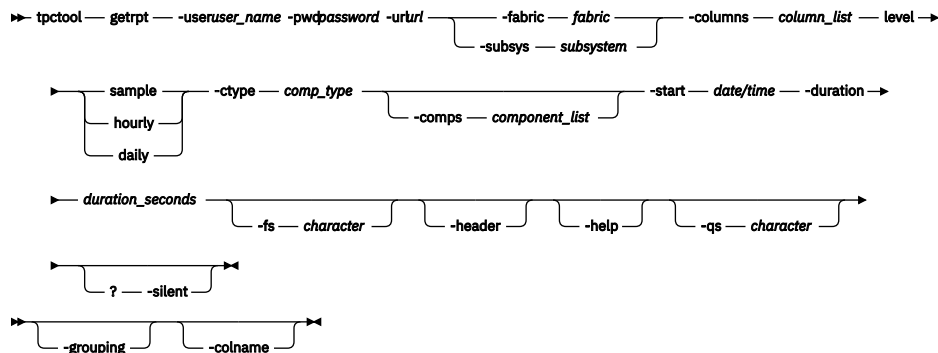 tpctool getrpt -useruser_name -pwdpassword -urlurl -fabric fabric -columns column_list level
-subsys subsystem
sample -ctype comp_type -start date/time -duration
hourly -comps component_list
daily
duration_seconds
-fs character -header -help -qs character
? -silent
-grouping -colname